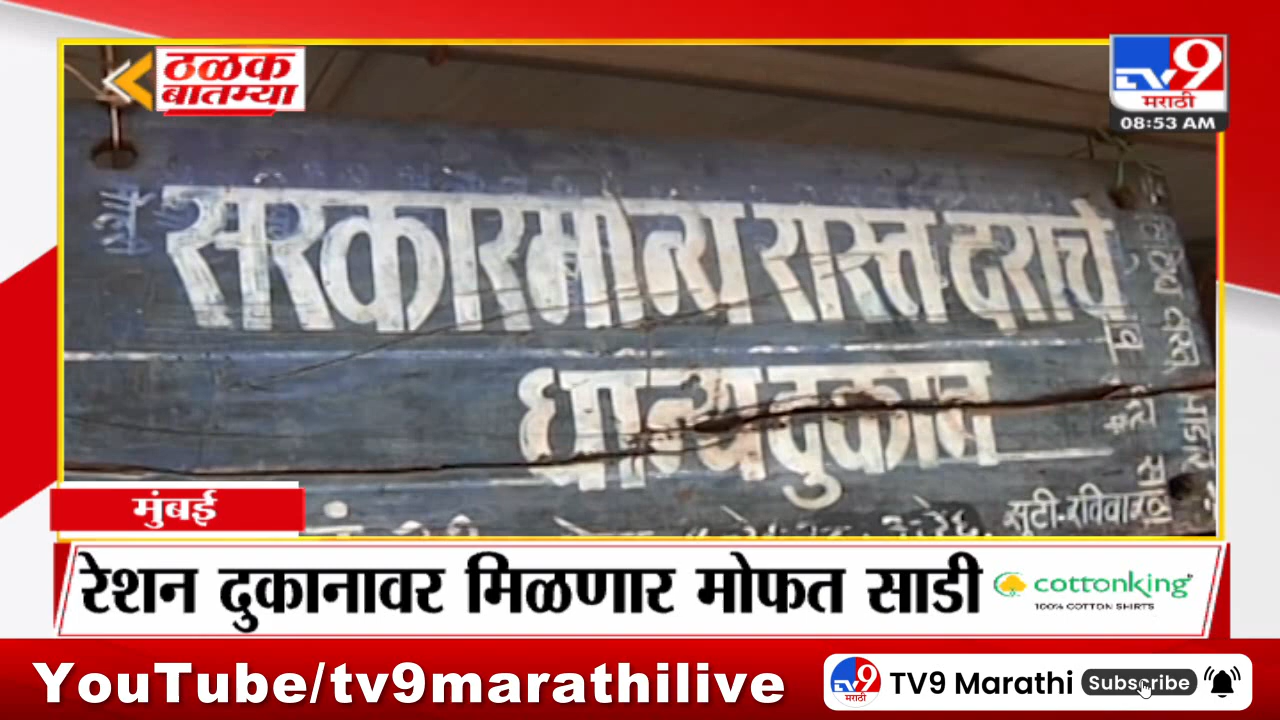 ठळक
बातम्या
TV9
मराठी
08:53 AM
सरकारमान्य रास्त दराचे
धान्य दुकान
सुटी-रविवार
मुंबई
रेशन दुकानावर मिळणार मोफत साडी
cottonking
100% COTTON SHIRTS
YouTube/tv9marathilive
TV9
मराठी
TV9 Marathi
Subscribe